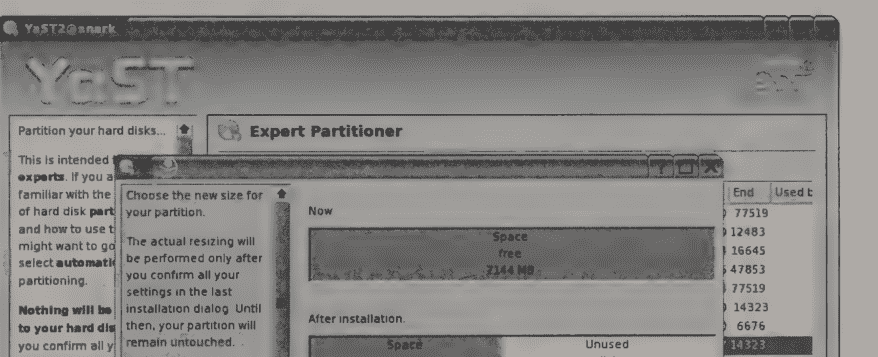 YaST2@snark
YaST
Partition your hard disks...
Expert Partitioner
This is intended
experts. If you a
familiar with the
of hard disk part
and how to use t
might want to go
select automati
partitioning.
Nothing will be
to your hard dis
you confirm all y
Choose the new size for
your partition.
The actual resizing will
be performed only after
you confirm all your
settings in the last
installation dialog. Until
then, your partition will
remain untouched.
Now
Space
free
7144 MB
After installation.
Space
Unused
End Used b
77519
12483
16645
47853
77519
14323
6676
14323